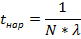 t_нар = 1 / (N * λ)